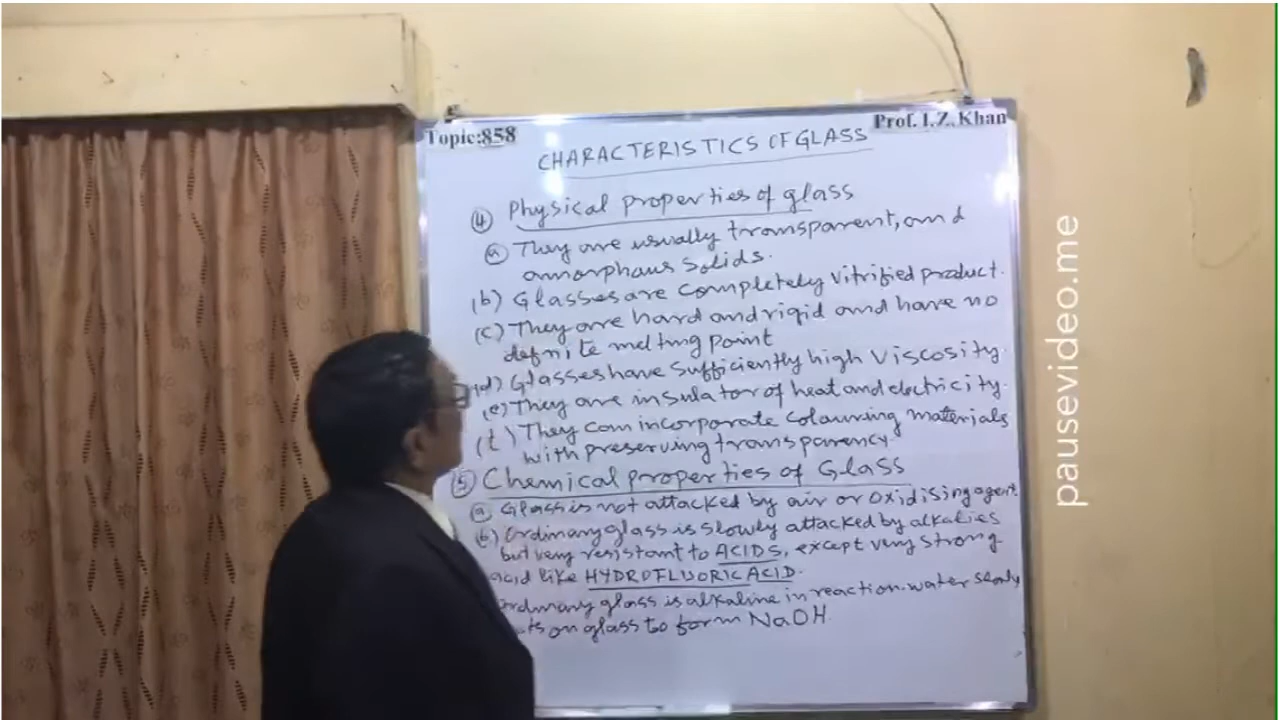 Topic:858
Prof. I.Z. Khan
CHARACTERISTICS OF GLASS
④ Physical properties of glass
ⓐ They are usually transparent, and
amorphous solids.
(b) Glasses are completely vitrified product.
(c) They are hard and rigid and have no
definite melting point
(d) Glasses have sufficiently high viscosity.
(e) They are insulator of heat and electricity.
(f) They can incorporate colouring materials
with preserving transparency.
⑤ Chemical properties of Glass
ⓐ Glass is not attacked by air or oxidising agent.
(b) Ordinary glass is slowly attacked by alkalies
but very resistant to ACIDS, except very strong
acid like HYDROFLUORIC ACID.
Ordinary glass is alkaline in reaction. water slowly
on glass to form NaOH.
pausevideo.me